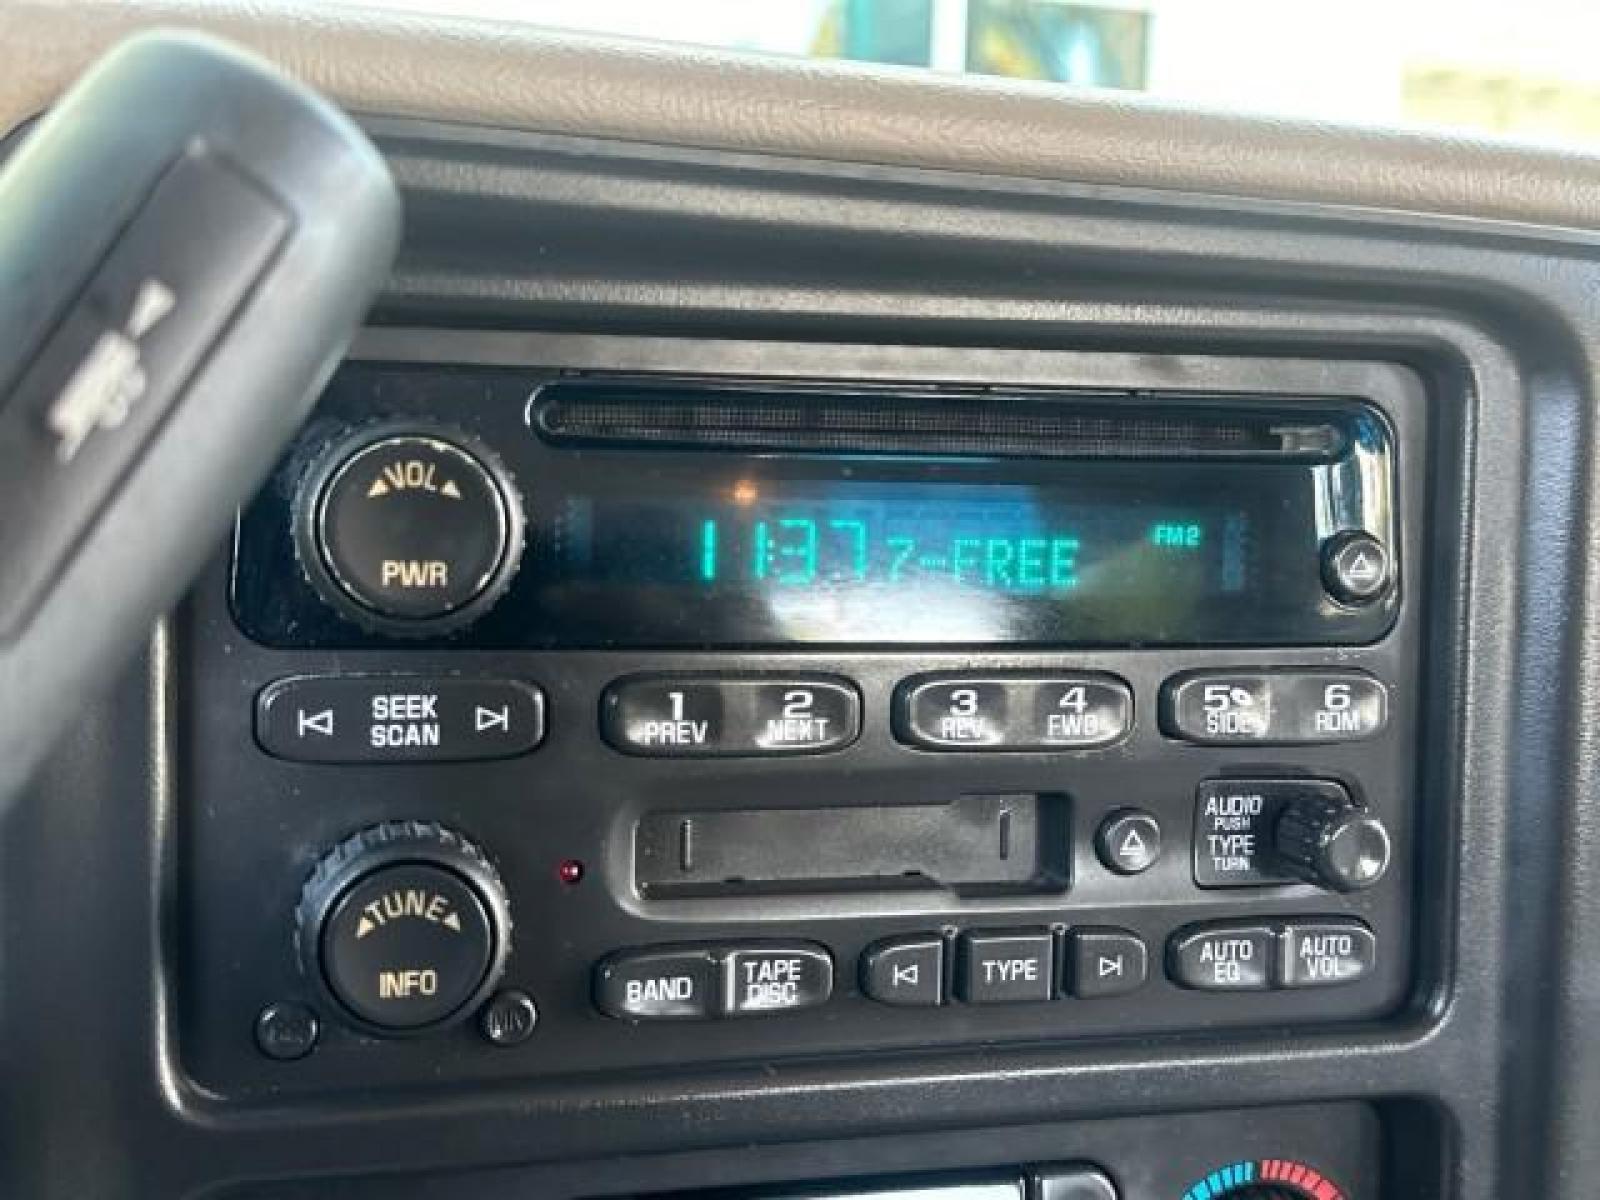 VOL
PWR
11:37 7-FREE
FM2
SEEK
SCAN
1
PREV
2
NEXT
3
REV
4
FWD
5
SIDE
6
RDM
AUDIO
PUSH
TYPE
TURN
TUNE
INFO
BAND
TAPE
DISC
TYPE
AUTO
EQ
AUTO
VOL